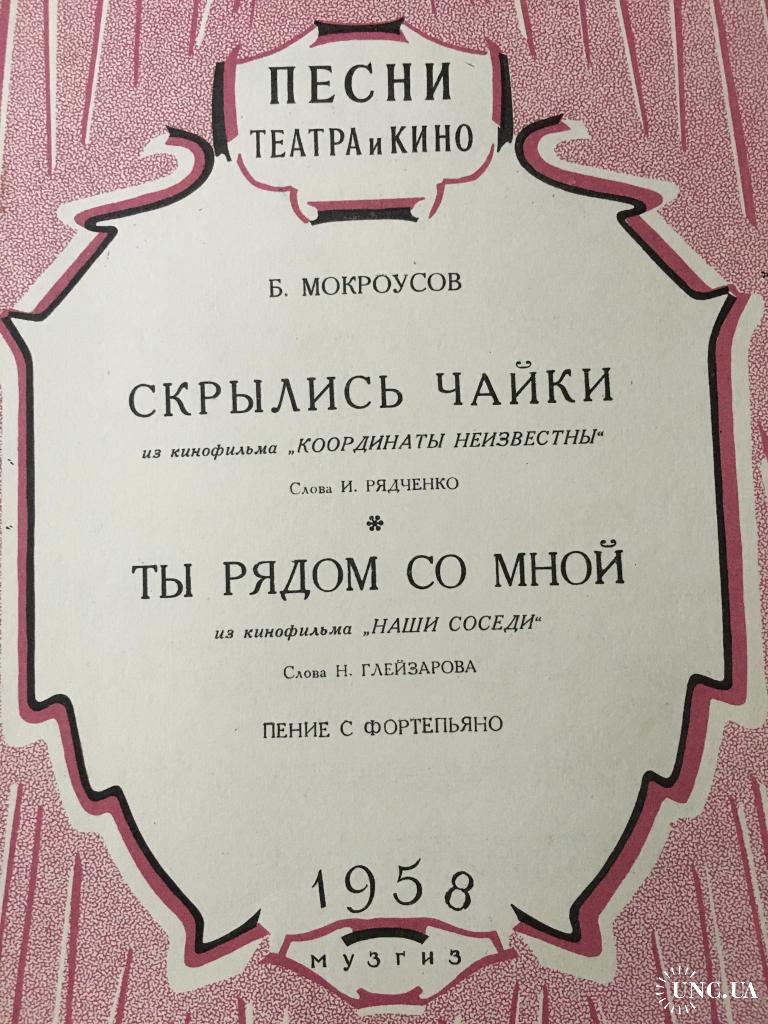 ПЕСНИ
ТЕАТРА и КИНО
Б. МОКРОУСОВ
СКРЫЛИСЬ ЧАЙКИ
из кинофильма „КООРДИНАТЫ НЕИЗВЕСТНЫ“
Слова И. РЯДЧЕНКО
*
ТЫ РЯДОМ СО МНОЙ
из кинофильма „НАШИ СОСЕДИ“
Слова Н. ГЛЕЙЗАРОВА
ПЕНИЕ С ФОРТЕПЬЯНО
1958
МУЗГИЗ
UNC.UA